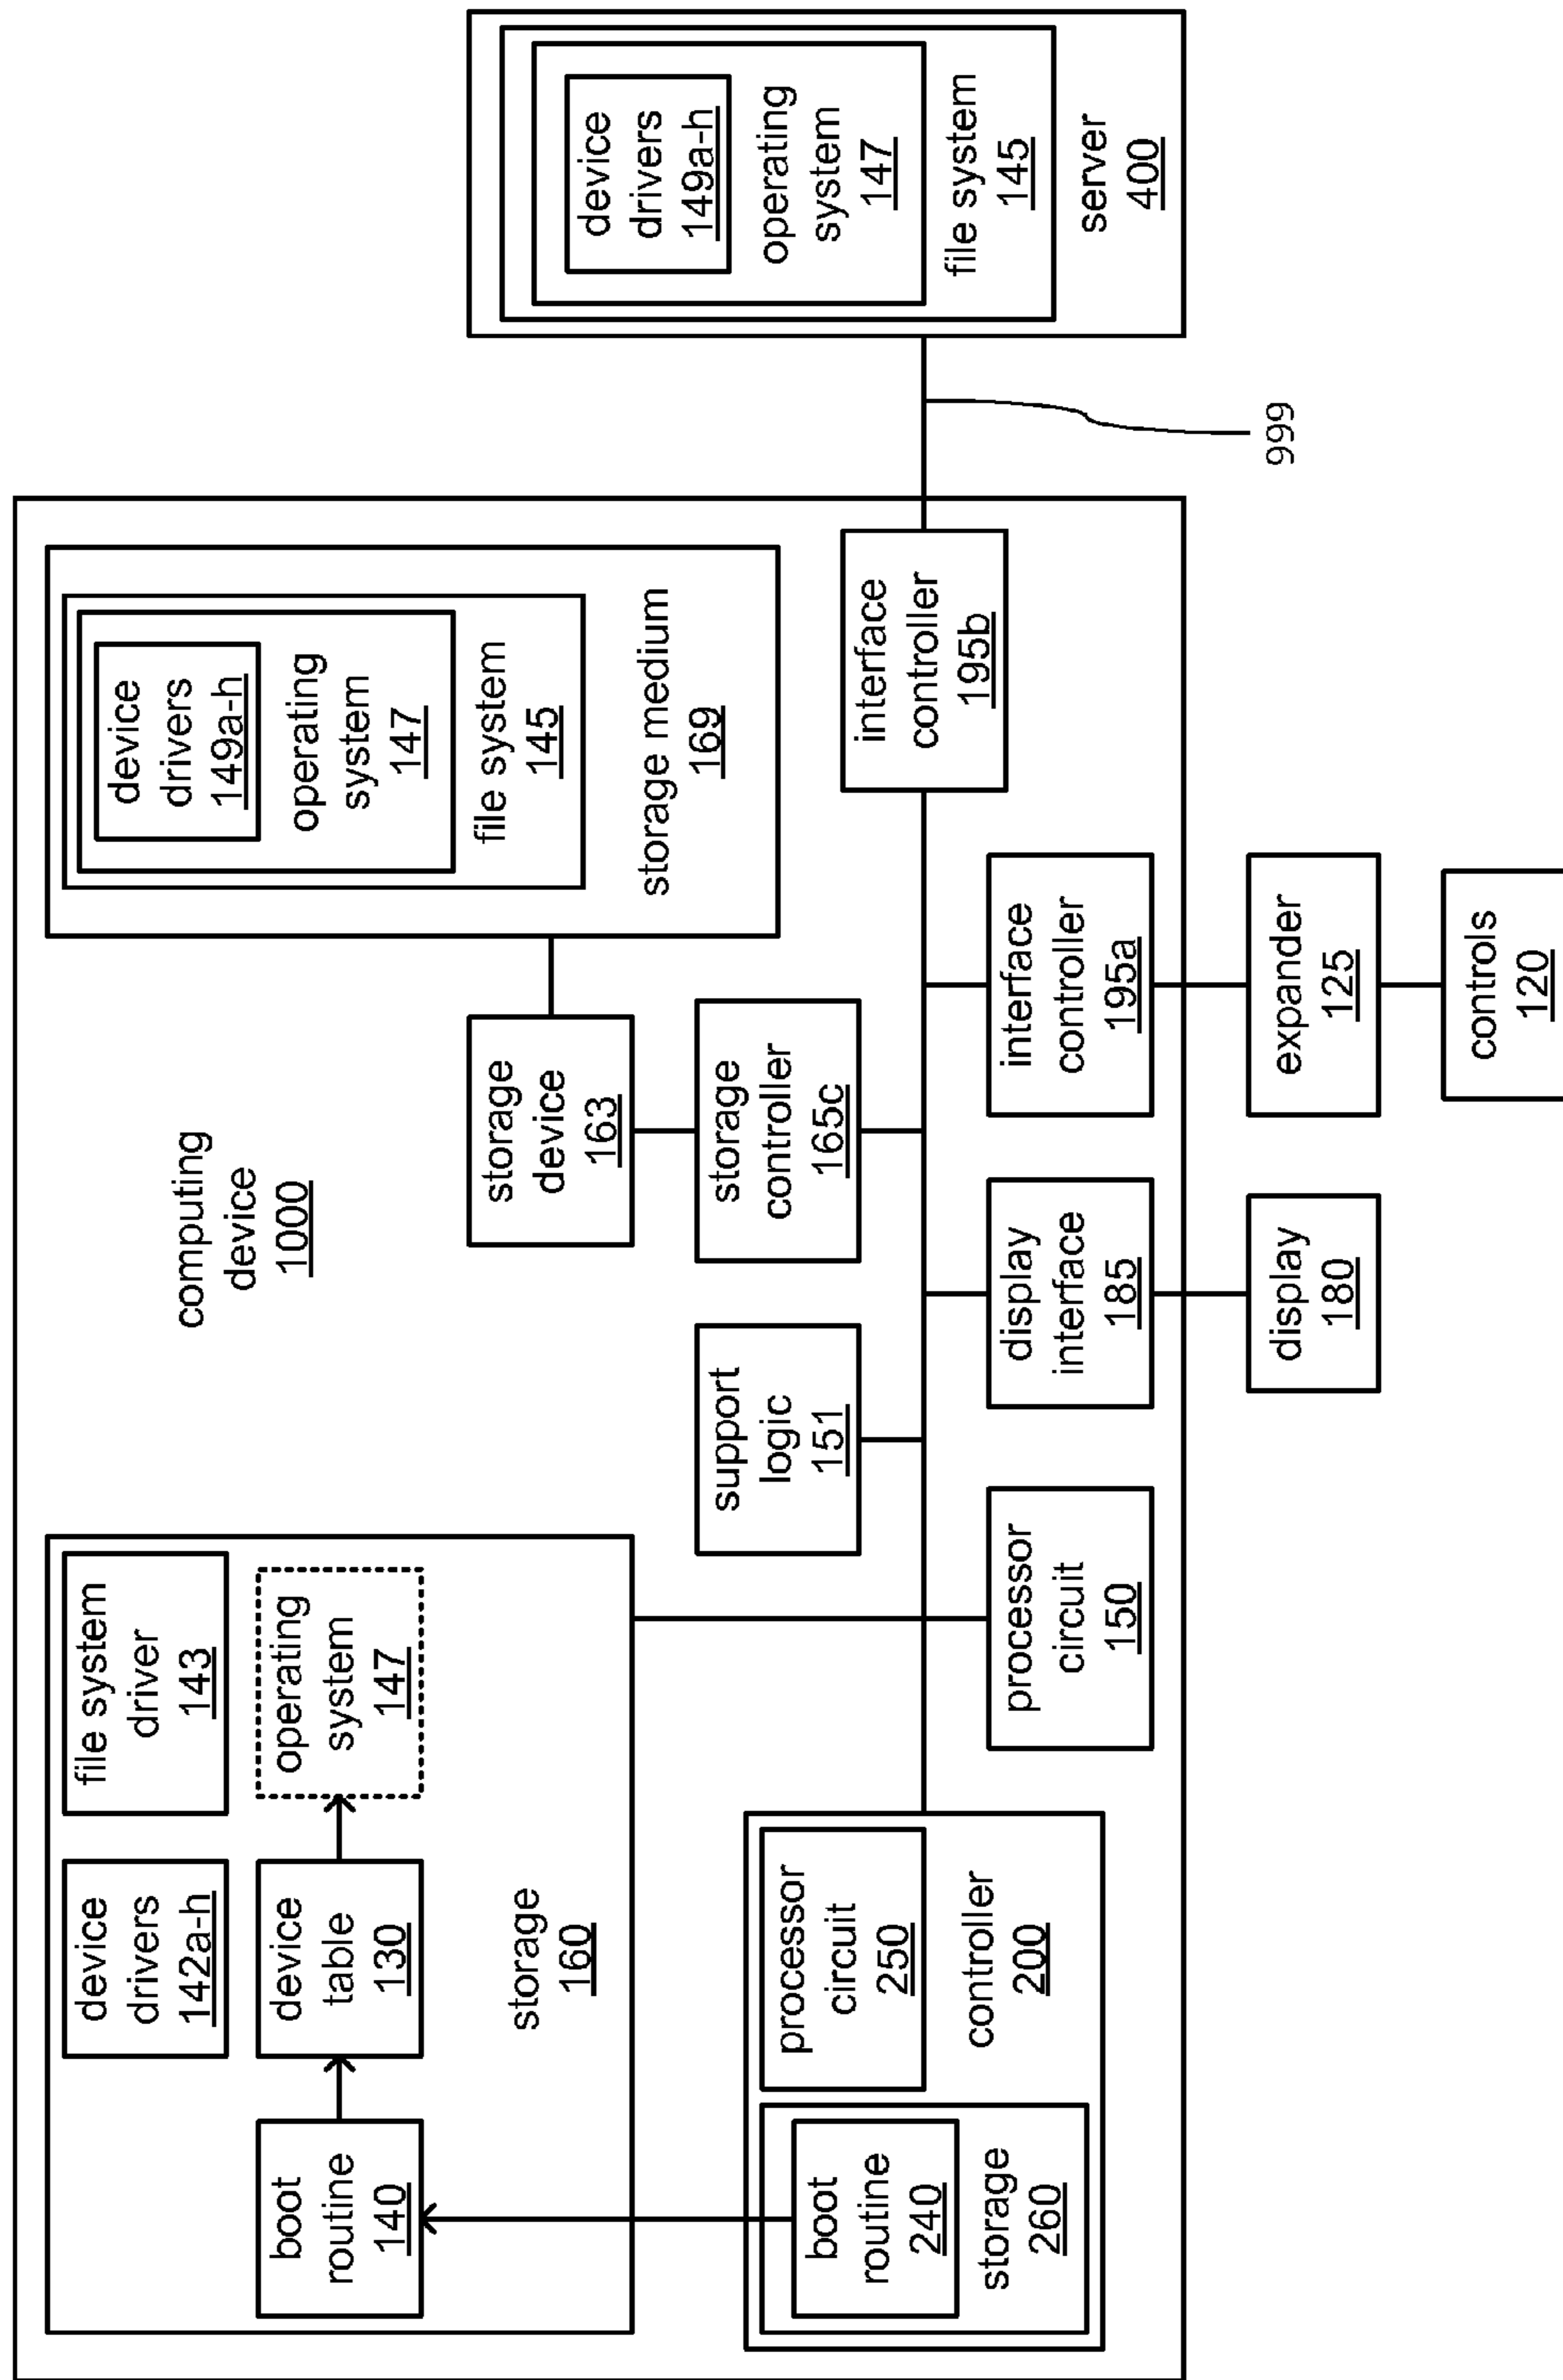 computing
device
1000
device
drivers
142a-h
file system
driver
143
boot
routine
140
device
table
130
operating
system
147
storage
160
device
drivers
149a-h
operating
system
147
file system
145
storage medium
169
storage
device
163
support
logic
151
storage
controller
165c
boot
routine
240
storage
260
processor
circuit
250
controller
200
interface
controller
195b
processor
circuit
150
display
interface
185
interface
controller
195a
display
180
expander
125
controls
120
device
drivers
149a-h
operating
system
147
file system
145
server
400
999